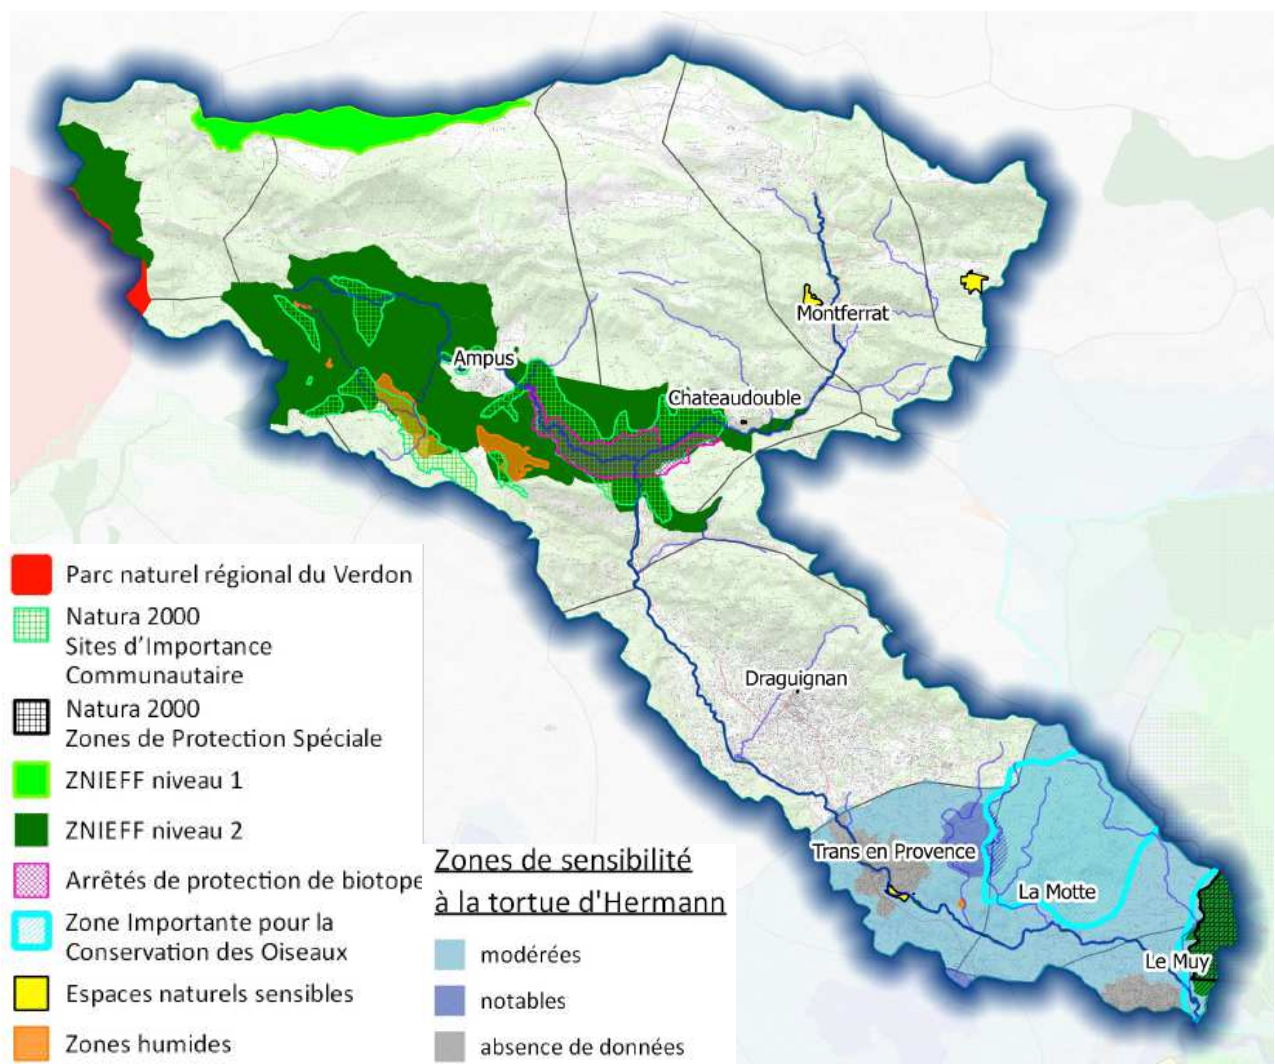 Ampus
Montferrat
Chateaudouble
Draguignan
Trans en Provence
La Motte
Le Muy
Parc naturel régional du Verdon
Natura 2000
Sites d'Importance
Communautaire
Natura 2000
Zones de Protection Spéciale
ZNIEFF niveau 1
ZNIEFF niveau 2
Arrêtés de protection de biotope
Zone Importante pour la
Conservation des Oiseaux
Espaces naturels sensibles
Zones humides
Zones de sensibilité
à la tortue d'Hermann
modérées
notables
absence de données